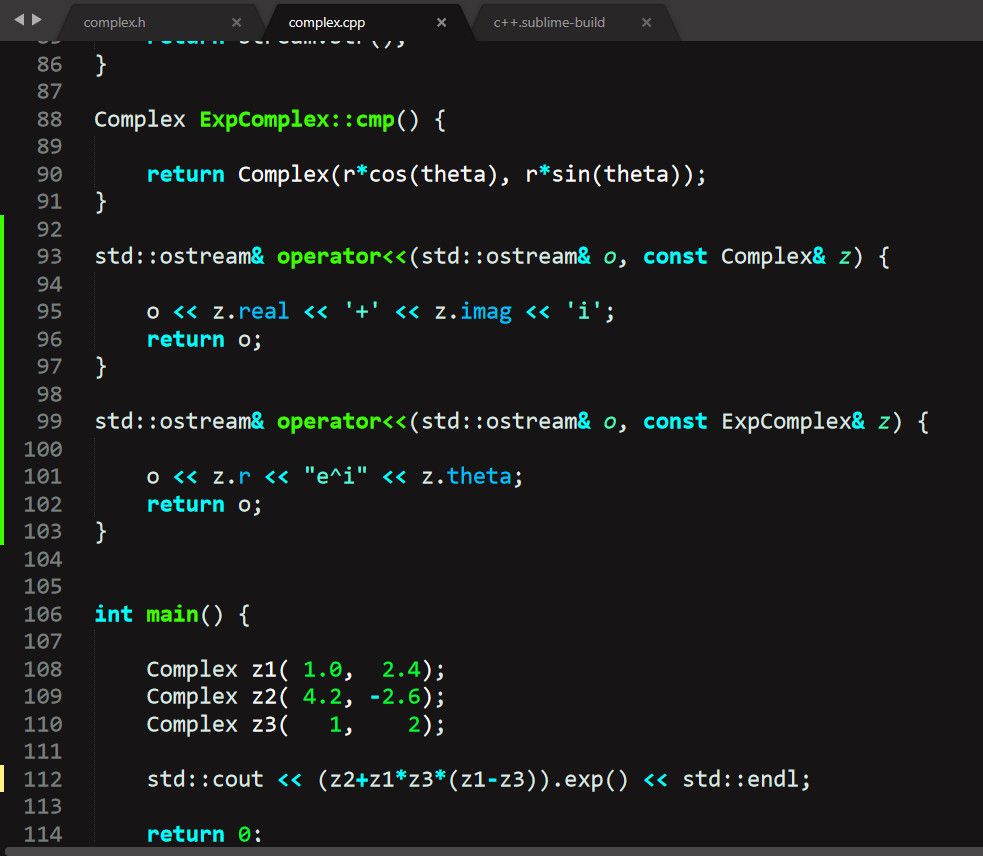 complex.h × complex.cpp × c++.sublime-build ×
86 }
87
88 Complex ExpComplex::cmp() {
89
90     return Complex(r*cos(theta), r*sin(theta));
91 }
92
93 std::ostream& operator<<(std::ostream& o, const Complex& z) {
94
95     o << z.real << '+' << z.imag << 'i';
96     return o;
97 }
98
99 std::ostream& operator<<(std::ostream& o, const ExpComplex& z) {
100
101     o << z.r << "e^i" << z.theta;
102     return o;
103 }
104
105
106 int main() {
107
108     Complex z1( 1.0,  2.4);
109     Complex z2( 4.2, -2.6);
110     Complex z3(   1,    2);
111
112     std::cout << (z2+z1*z3*(z1-z3)).exp() << std::endl;
113
114     return 0;